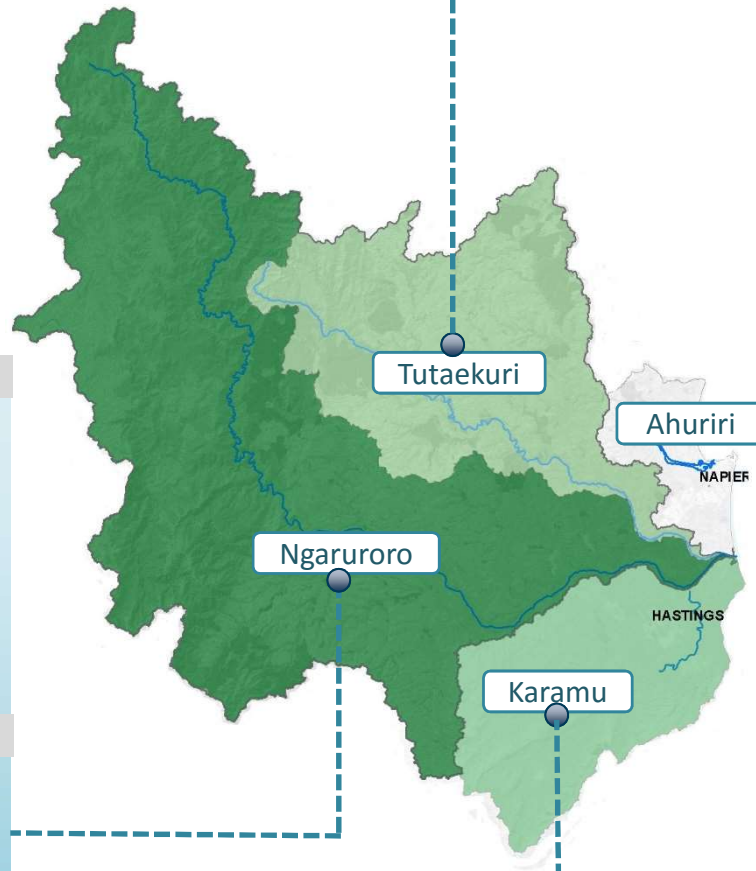 Tutaekuri
Ahuriri
NAPIER
Ngaruroro
HASTINGS
Karamu